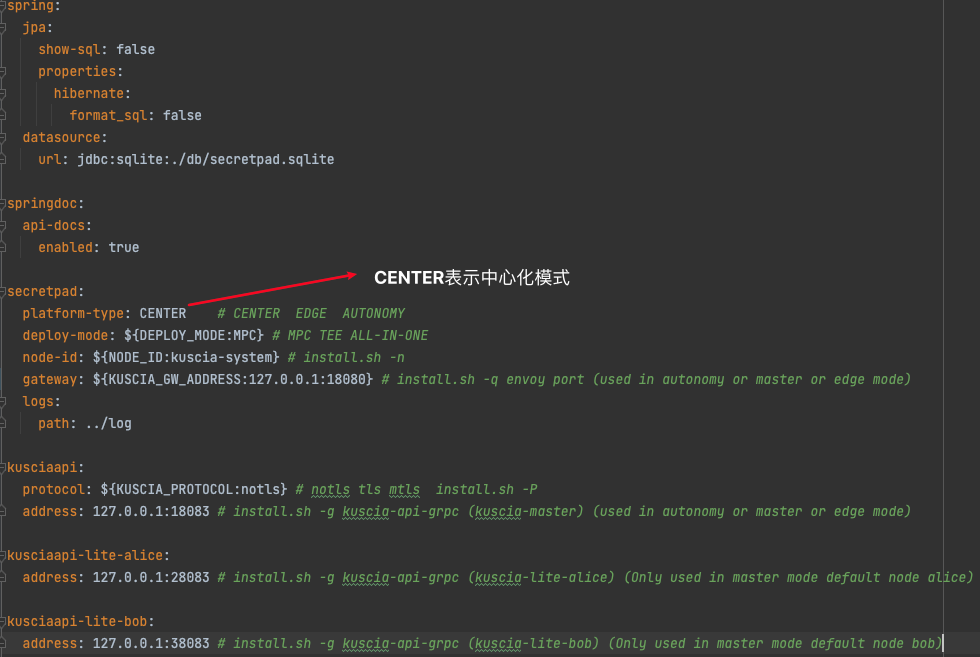 spring:
jpa:
show-sql: false
properties:
hibernate:
format_sql: false
datasource:
url: jdbc:sqlite:./db/secretpad.sqlite
springdoc:
api-docs:
enabled: true
CENTER表示中心化模式
secretpad:
platform-type: CENTER # CENTER EDGE AUTONOMY
deploy-mode: ${DEPLOY_MODE:MPC} # MPC TEE ALL-IN-ONE
node-id: ${NODE_ID:kuscia-system} # install.sh -n
gateway: ${KUSCIA_GW_ADDRESS:127.0.0.1:18080} # install.sh -q envoy port (used in autonomy or master or edge mode)
logs:
path: ../log
kusciaapi:
protocol: ${KUSCIA_PROTOCOL:notls} # notls tls mtls install.sh -P
address: 127.0.0.1:18083 # install.sh -g kuscia-api-grpc (kuscia-master) (used in autonomy or master or edge mode)
kusciaapi-lite-alice:
address: 127.0.0.1:28083 # install.sh -g kuscia-api-grpc (kuscia-lite-alice) (Only used in master mode default node alice)
kusciaapi-lite-bob:
address: 127.0.0.1:38083 # install.sh -g kuscia-api-grpc (kuscia-lite-bob) (Only used in master mode default node bob)